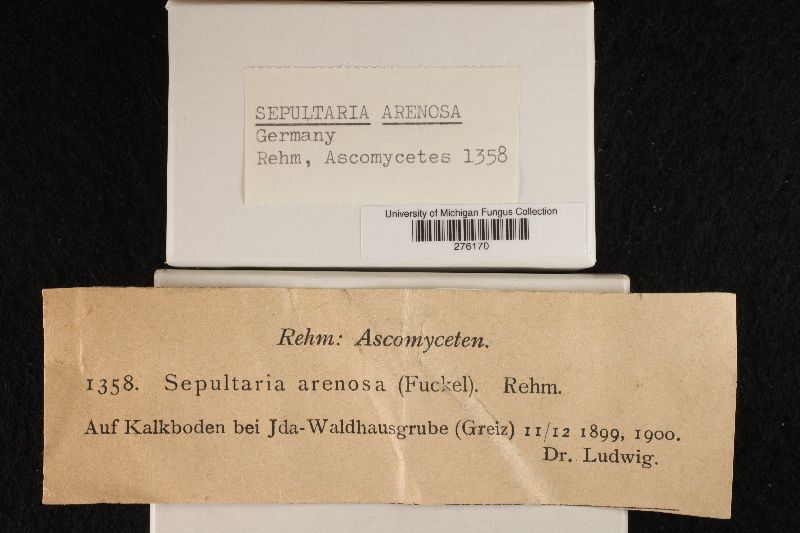 SEPULTARIA ARENOSA
Germany
Rehm, Ascomycetes 1358
University of Michigan Fungus Collection
276170
Rehm: Ascomyceten.
1358. Sepultaria arenosa (Fuckel). Rehm.
Auf Kalkboden bei Jda-Waldhausgrube (Greiz) 11/12 1899, 1900.
Dr. Ludwig.